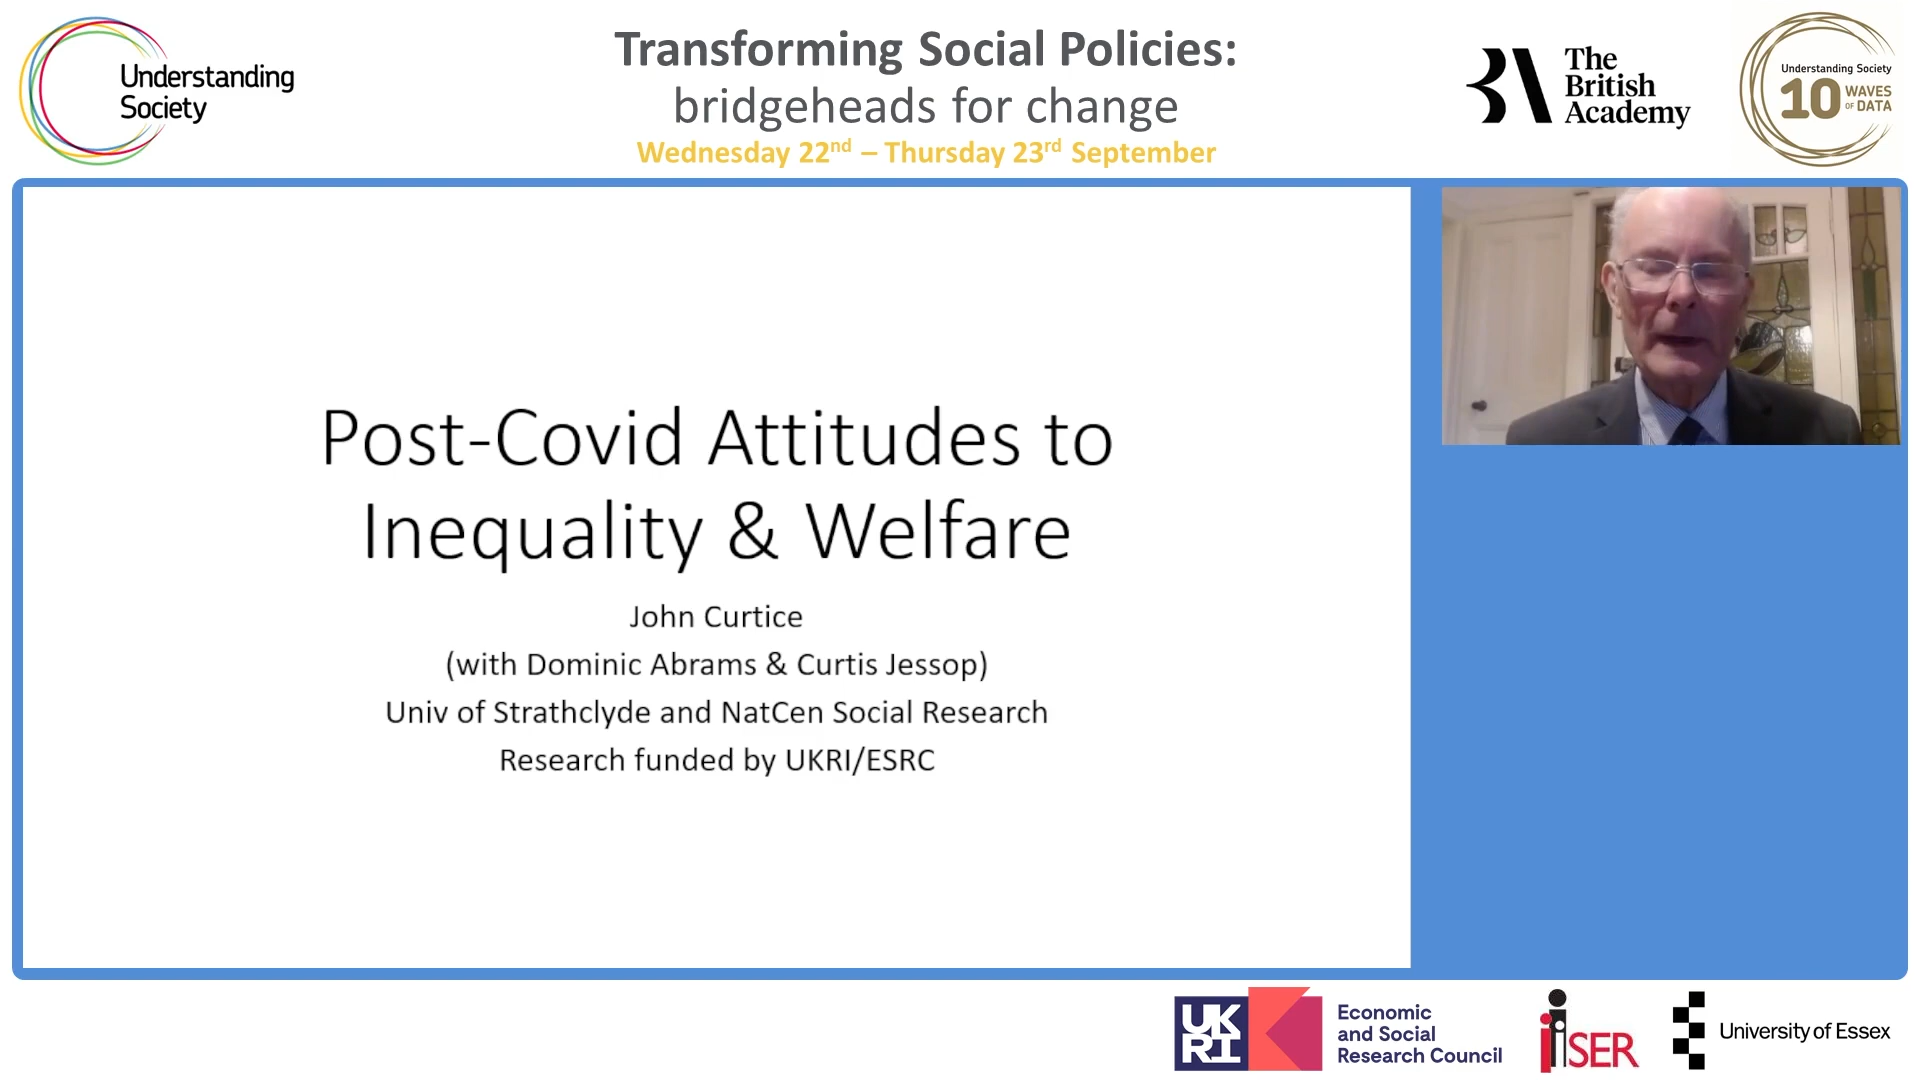 Understanding
Society
Transforming Social Policies:
bridgeheads for change
Wednesday 22nd – Thursday 23rd September
The
British
Academy
Understanding Society
10 WAVES
OF DATA
Post-Covid Attitudes to
Inequality & Welfare
John Curtice
(with Dominic Abrams & Curtis Jessop)
Univ of Strathclyde and NatCen Social Research
Research funded by UKRI/ESRC
UK
RI
Economic
and Social
Research Council
iSER
University of Essex